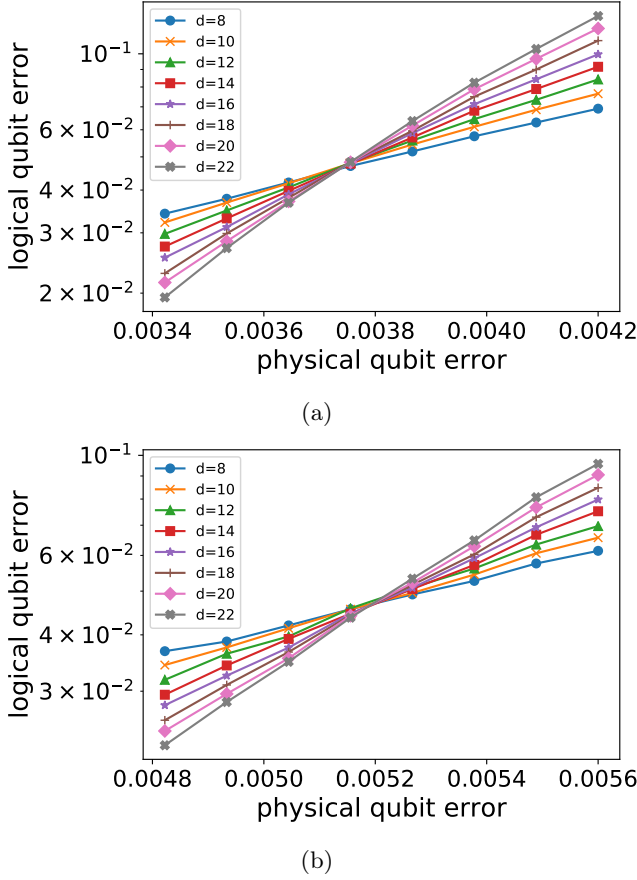 d=8
d=10
d=12
d=14
d=16
d=18
d=20
d=22
10⁻¹
6 × 10⁻²
4 × 10⁻²
3 × 10⁻²
2 × 10⁻²
logical qubit error
0.0034 0.0036 0.0038 0.0040 0.0042
physical qubit error
(a)
d=8
d=10
d=12
d=14
d=16
d=18
d=20
d=22
10⁻¹
6 × 10⁻²
4 × 10⁻²
3 × 10⁻²
logical qubit error
0.0048 0.0050 0.0052 0.0054 0.0056
physical qubit error
(b)